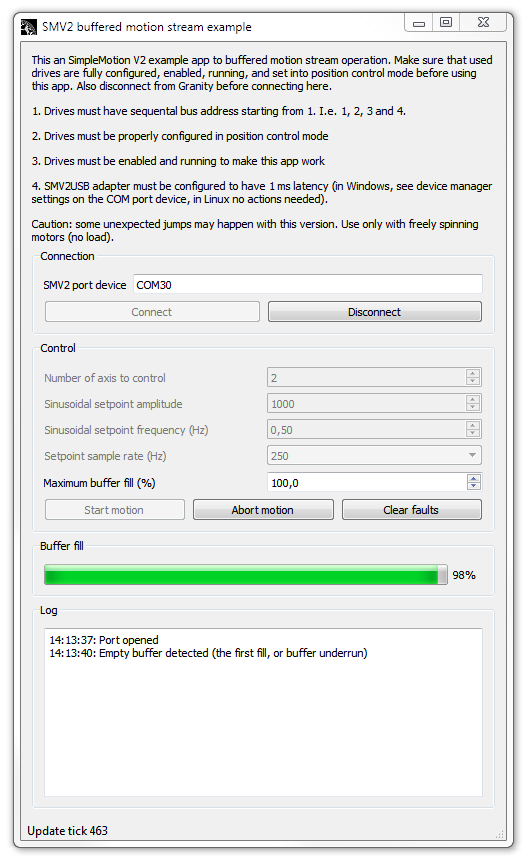 SMV2 buffered motion stream example
This an SimpleMotion V2 example app to buffered motion stream operation. Make sure that used
drives are fully configured, enabled, running, and set into position control mode before using
this app. Also disconnect from Granity before connecting here.
1. Drives must have sequental bus address starting from 1. I.e. 1, 2, 3 and 4.
2. Drives must be properly configured in position control mode
3. Drives must be enabled and running to make this app work
4. SMV2USB adapter must be configured to have 1 ms latency (in Windows, see device manager
settings on the COM port device, in Linux no actions needed).
Caution: some unexpected jumps may happen with this version. Use only with freely spinning
motors (no load).
Connection
SMV2 port device COM30
Connect Disconnect
Control
Number of axis to control 2
Sinusoidal setpoint amplitude 1000
Sinusoidal setpoint frequency (Hz) 0,50
Setpoint sample rate (Hz) 250
Maximum buffer fill (%) 100,0
Start motion Abort motion Clear faults
Buffer fill
98%
Log
14:13:37: Port opened
14:13:40: Empty buffer detected (the first fill, or buffer underrun)
Update tick 463